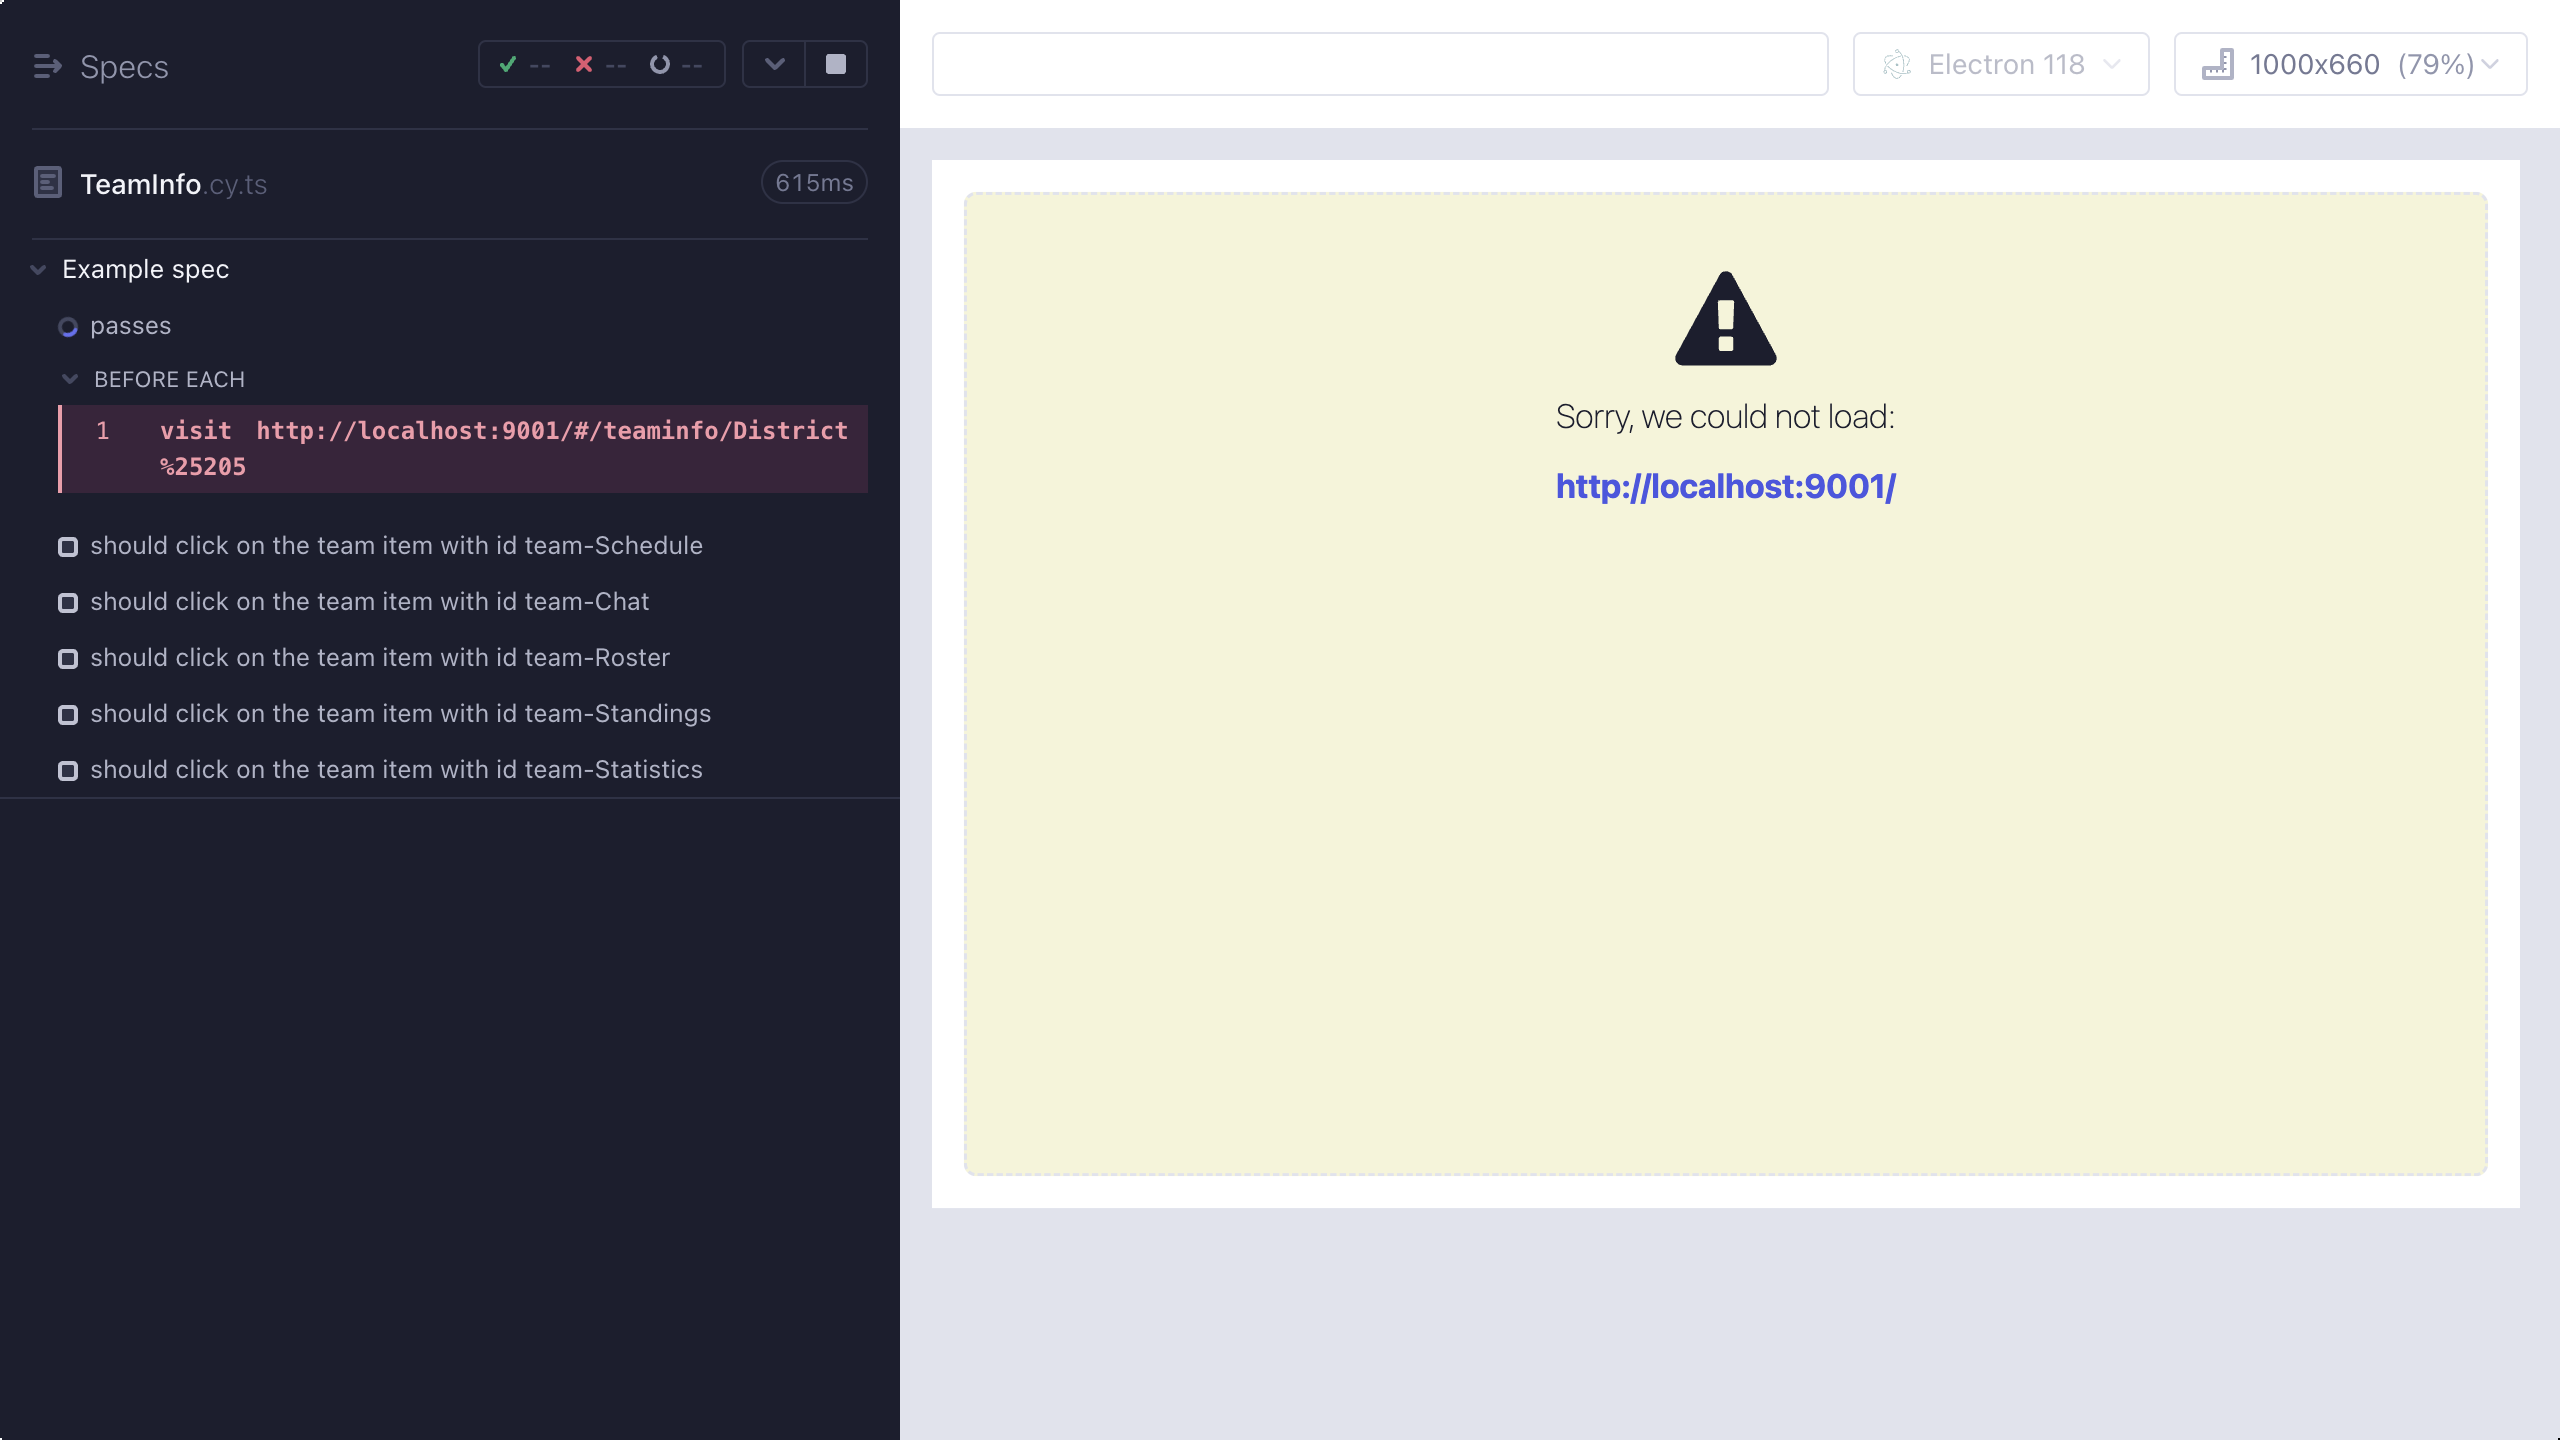 Specs
--
--
--
Electron 118
1000x660 (79%)
TeamInfo.cy.ts
615ms
Example spec
passes
BEFORE EACH
1 visit http://localhost:9001/#/teaminfo/District
%25205
should click on the team item with id team-Schedule
should click on the team item with id team-Chat
should click on the team item with id team-Roster
should click on the team item with id team-Standings
should click on the team item with id team-Statistics
Sorry, we could not load:
http://localhost:9001/